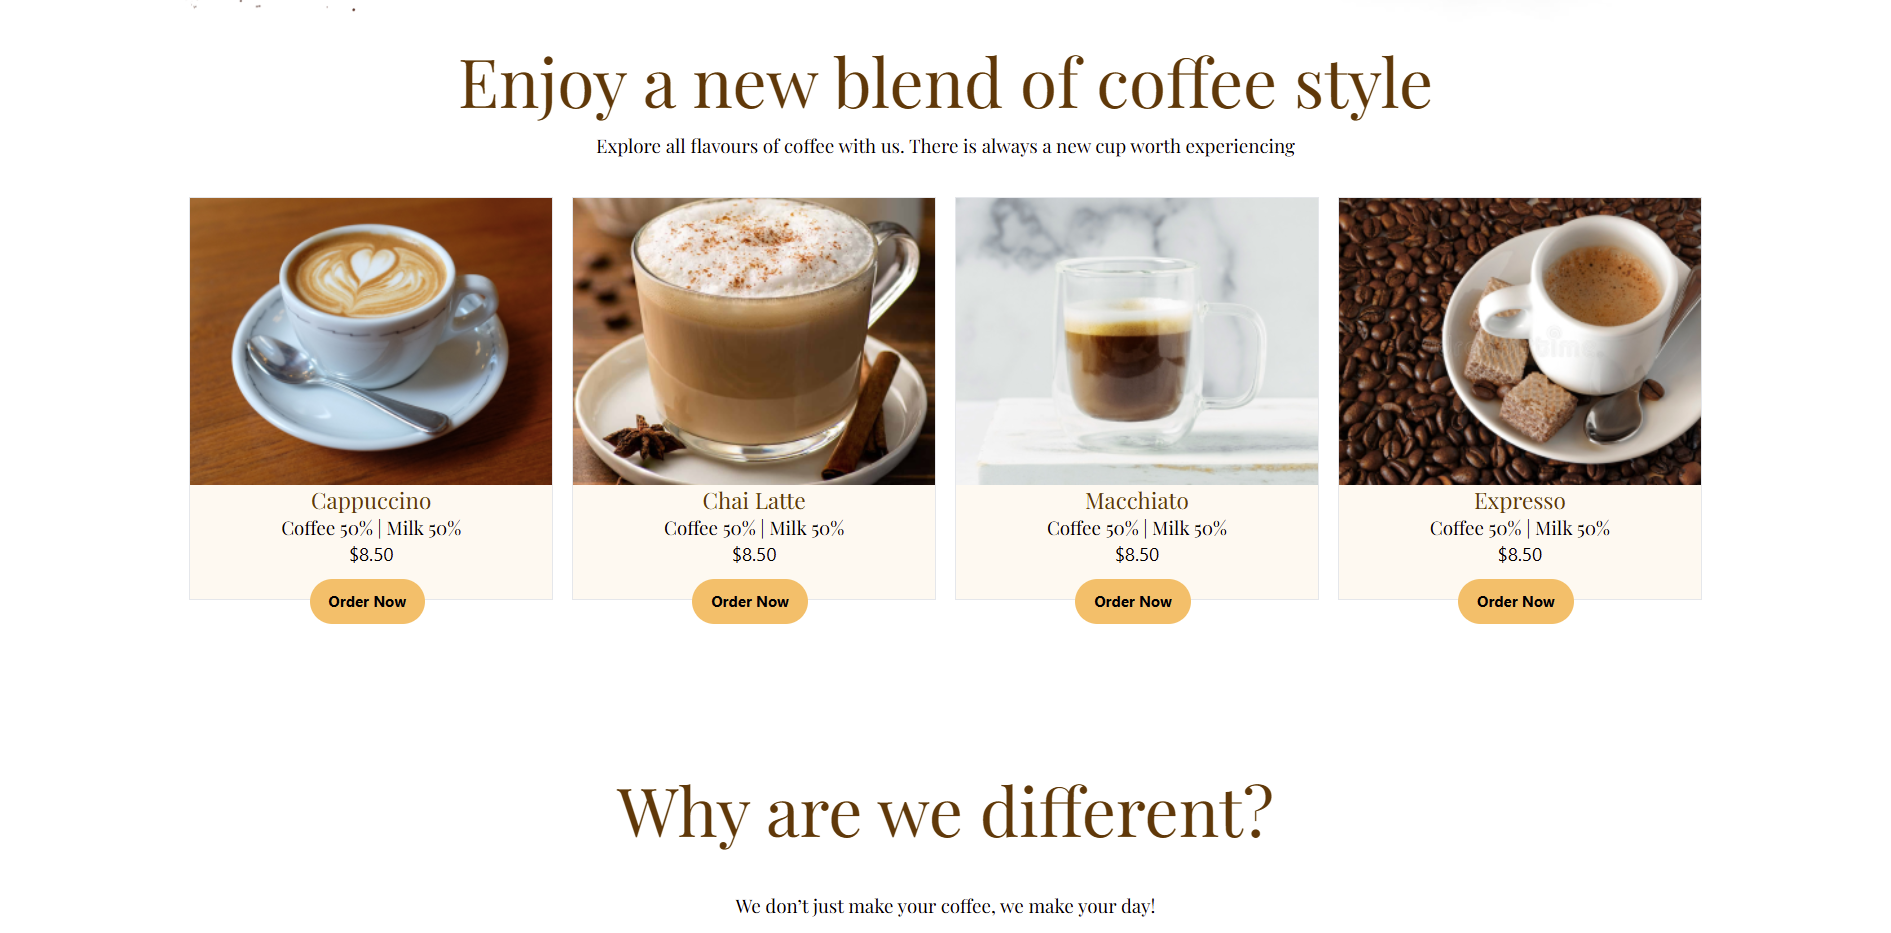 Enjoy a new blend of coffee style
Explore all flavours of coffee with us. There is always a new cup worth experiencing
Cappuccino
Coffee 50% | Milk 50%
$8.50
Order Now
Chai Latte
Coffee 50% | Milk 50%
$8.50
Order Now
Macchiato
Coffee 50% | Milk 50%
$8.50
Order Now
Expresso
Coffee 50% | Milk 50%
$8.50
Order Now
Why are we different?
We don’t just make your coffee, we make your day!